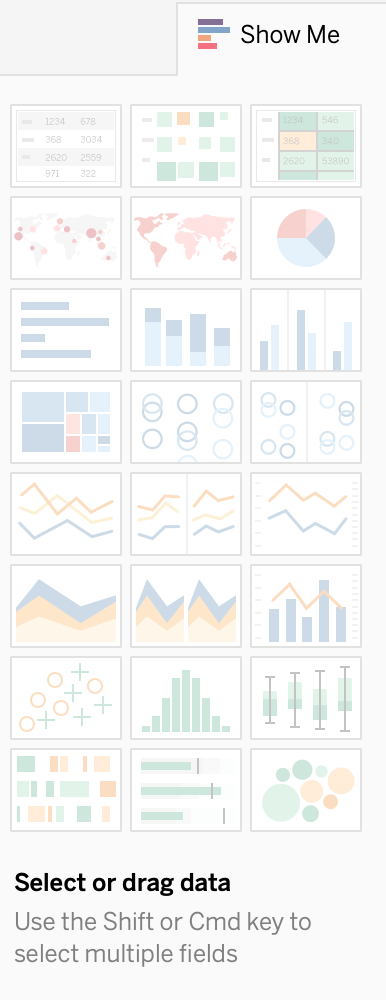 Show Me
1234 678
368 3034
2620 2559
971 322
1234 546
368 340
2620 53890
Select or drag data
Use the Shift or Cmd key to
select multiple fields